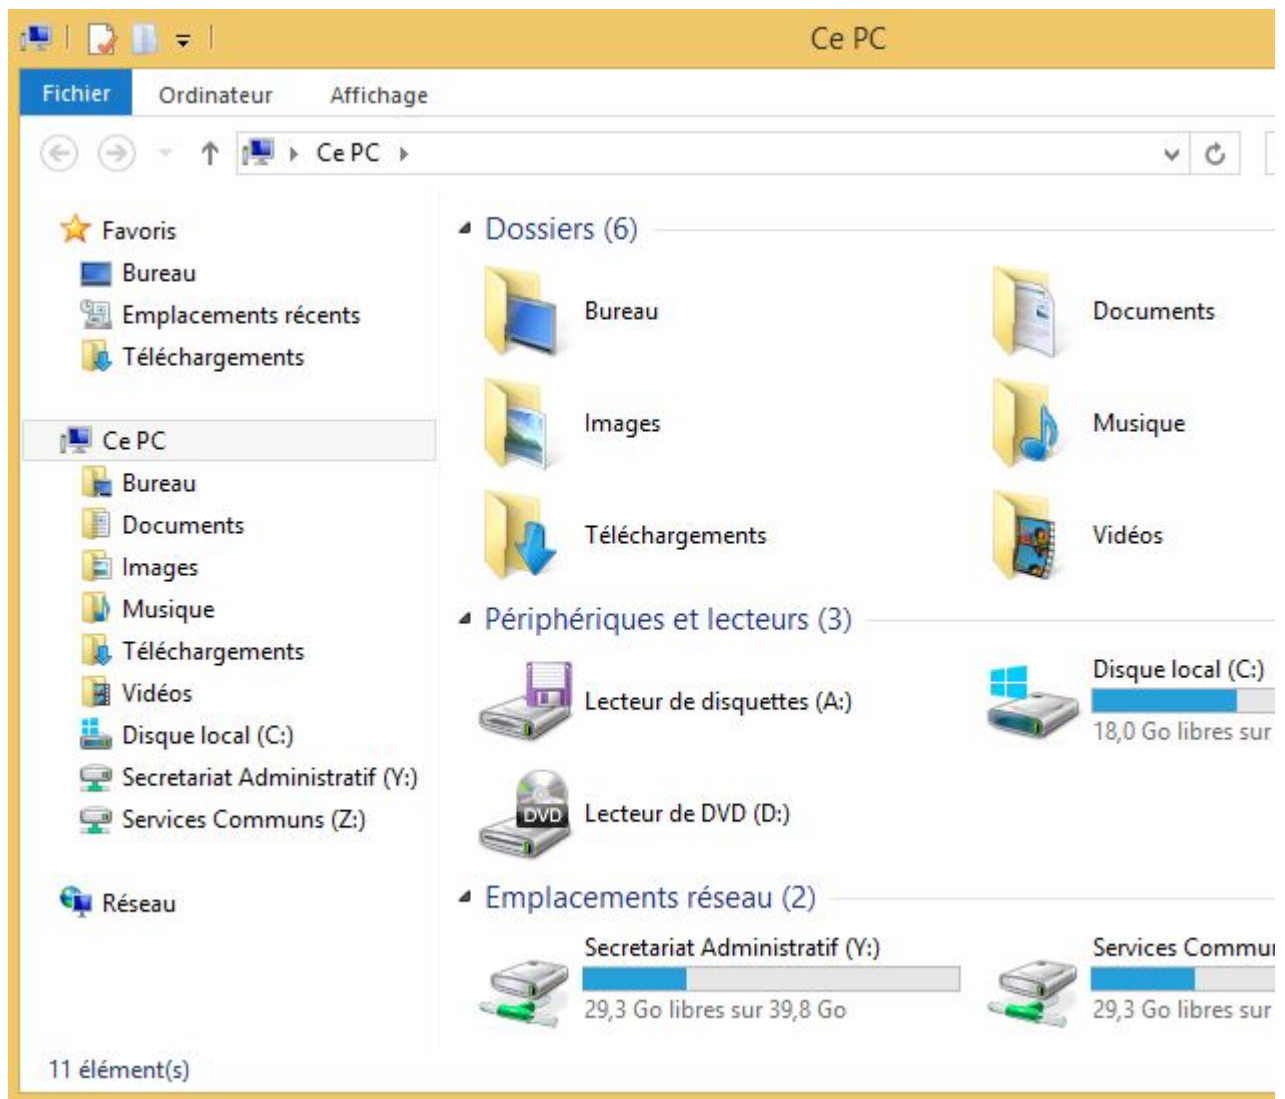 Ce PC
Fichier Ordinateur Affichage
Ce PC
Favoris
Bureau
Emplacements récents
Téléchargements
Ce PC
Bureau
Documents
Images
Musique
Téléchargements
Vidéos
Disque local (C:)
Secretariat Administratif (Y:)
Services Communs (Z:)
Réseau
Dossiers (6)
Bureau
Documents
Images
Musique
Téléchargements
Vidéos
Périphériques et lecteurs (3)
Lecteur de disquettes (A:)
Disque local (C:)
18,0 Go libres sur
DVD
Lecteur de DVD (D:)
Emplacements réseau (2)
Secretariat Administratif (Y:)
29,3 Go libres sur 39,8 Go
Services Commun
29,3 Go libres sur
11 élément(s)